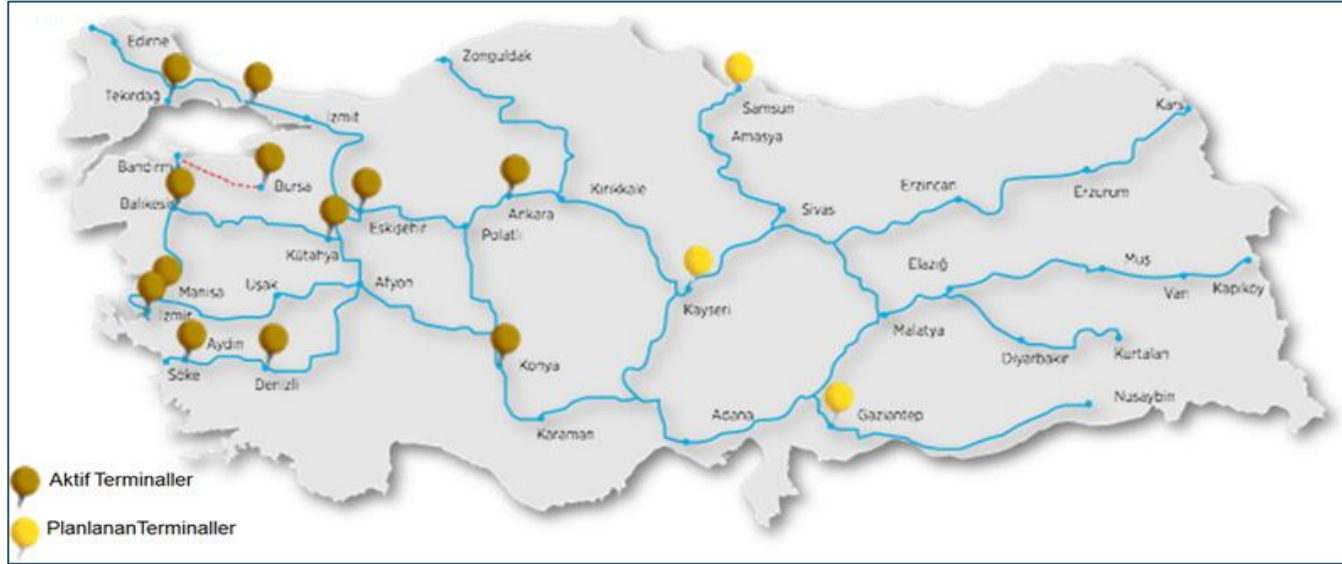 Edirne
Zonguldak
Tekirdağ
İzmit
Samsun
Kars
Amasya
Bandırm
Bursa
Balıkesir
Eskişehir
Ankara
Kırıkkale
Sivas
Erzincan
Erzurum
Polatlı
Kütahya
Elazığ
Muş
Van
Kapıköy
Manisa
Uşak
Afyon
Kayseri
İzmir
Malatya
Aydın
Diyarbakır
Kurtalan
Söke
Denizli
Konya
Nusaybin
Karaman
Adana
Gaziantep
Aktif Terminaller
PlanlananTerminaller